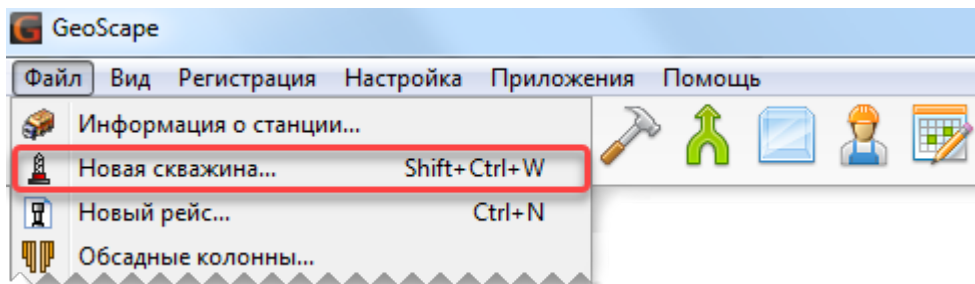 GeoScape
Файл Вид Регистрация Настройка Приложения Помощь
Информация о станции...
Новая скважина... Shift+Ctrl+W
Новый рейс... Ctrl+N
Обсадные колонны...